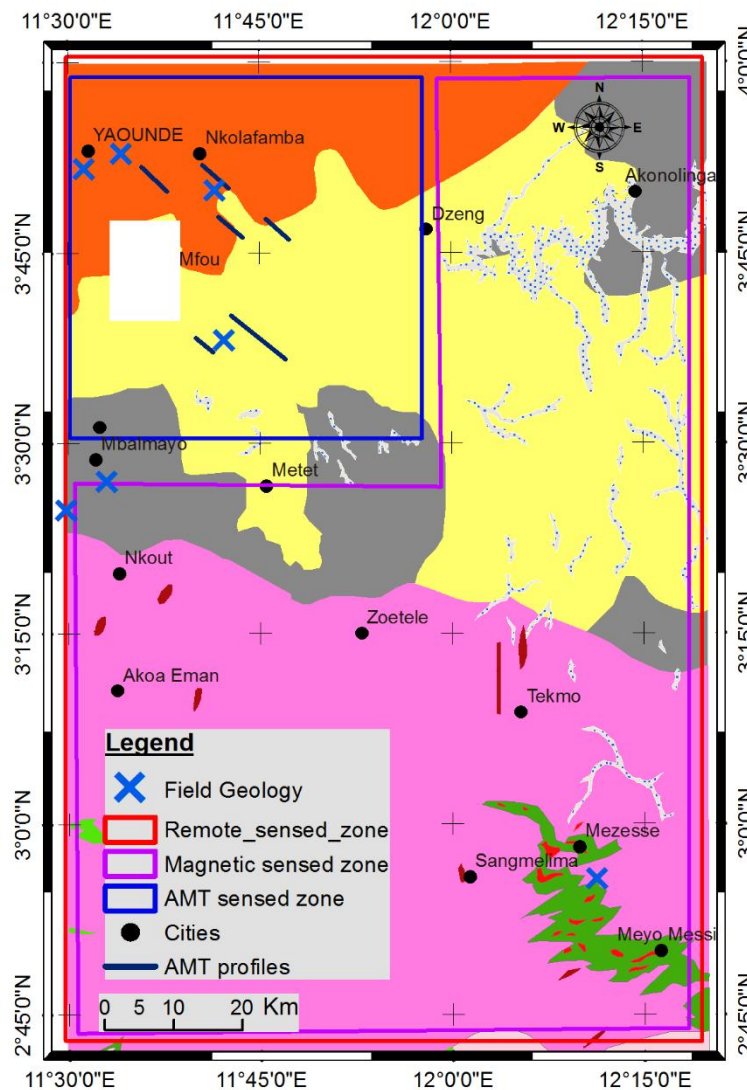 11°30'0"E 11°45'0"E 12°0'0"E 12°15'0"E
4°0'0"N 4°0'0"N
N
W E
S
YAOUNDE Nkolafamba
Akonolinga
Dzeng
3°45'0"N 3°45'0"N
Mfou
3°30'0"N 3°30'0"N
Mbalmayo
Metet
Nkout
Zoetele
3°15'0"N 3°15'0"N
Akoa Eman
Tekmo
Legend
Field Geology
Remote_sensed_zone
Magnetic sensed zone
AMT sensed zone
Cities
AMT profiles
0 5 10 20 Km
3°0'0"N 3°0'0"N
Mezesse
Sangmelima
Meyo Messi
2°45'0"N 2°45'0"N
11°30'0"E 11°45'0"E 12°0'0"E 12°15'0"E